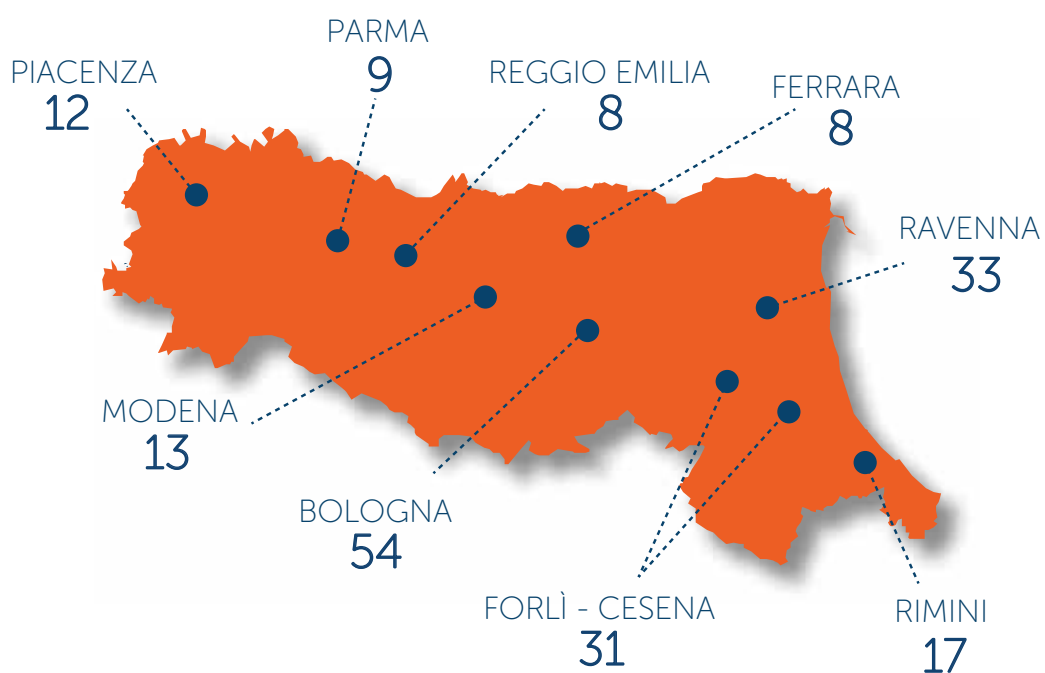 PARMA
9
PIACENZA
12
REGGIO EMILIA
8
FERRARA
8
RAVENNA
33
MODENA
13
BOLOGNA
54
FORLÌ - CESENA
31
RIMINI
17